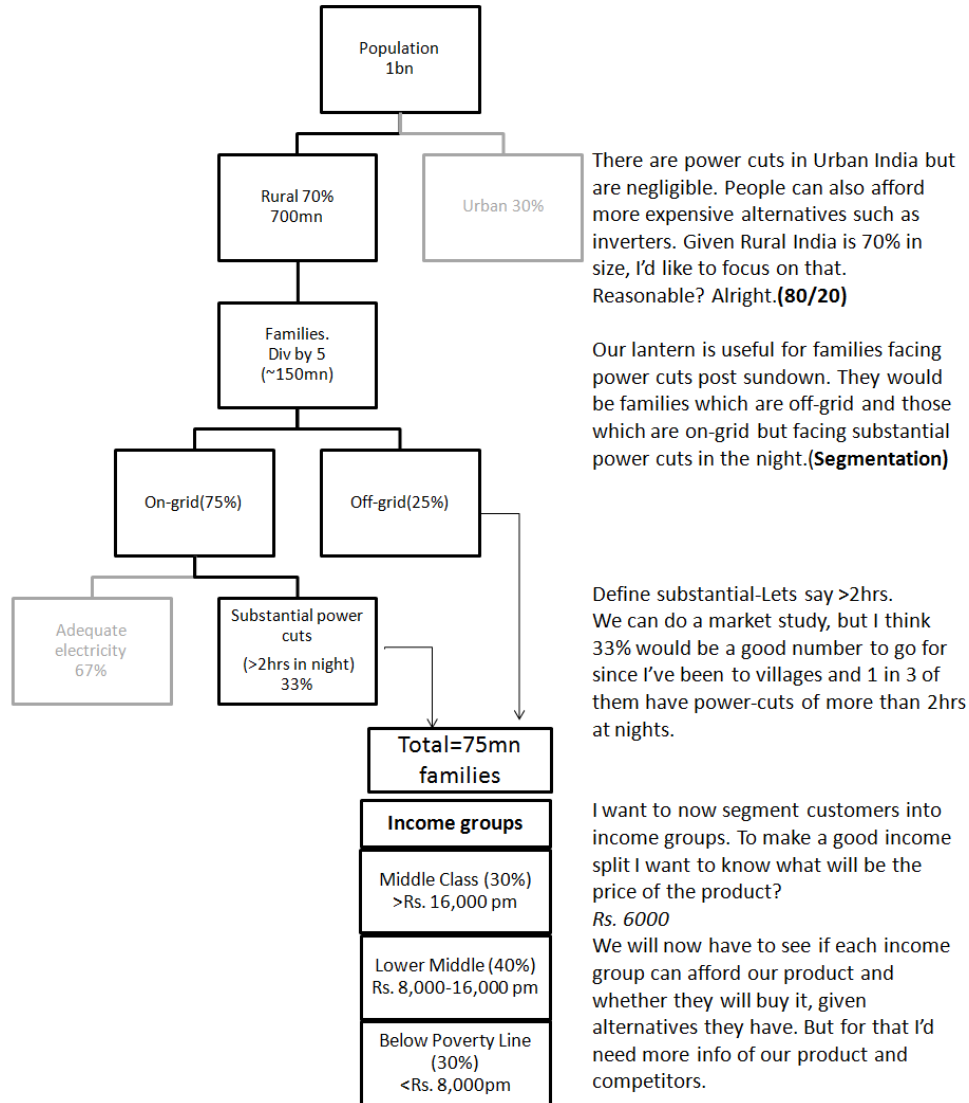 Population
1bn
Rural 70%
700mn
Urban 30%
There are power cuts in Urban India but
are negligible. People can also afford
more expensive alternatives such as
inverters. Given Rural India is 70% in
size, I’d like to focus on that.
Reasonable? Alright.(80/20)
Families.
Div by 5
(~150mn)
Our lantern is useful for families facing
power cuts post sundown. They would
be families which are off-grid and those
which are on-grid but facing substantial
power cuts in the night.(Segmentation)
On-grid(75%)
Off-grid(25%)
Adequate
electricity
67%
Substantial power
cuts
(>2hrs in night)
33%
Define substantial-Lets say >2hrs.
We can do a market study, but I think
33% would be a good number to go for
since I’ve been to villages and 1 in 3 of
them have power-cuts of more than 2hrs
at nights.
Total=75mn
families
Income groups
Middle Class (30%)
>Rs. 16,000 pm
Lower Middle (40%)
Rs. 8,000-16,000 pm
Below Poverty Line
(30%)
<Rs. 8,000pm
I want to now segment customers into
income groups. To make a good income
split I want to know what will be the
price of the product?
Rs. 6000
We will now have to see if each income
group can afford our product and
whether they will buy it, given
alternatives they have. But for that I’d
need more info of our product and
competitors.